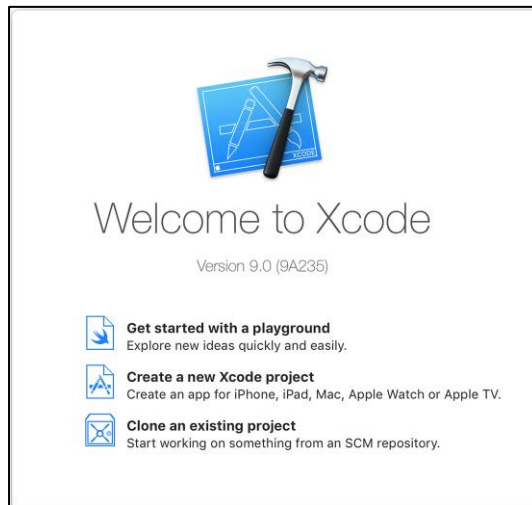 XCODE
Welcome to Xcode
Version 9.0 (9A235)
Get started with a playground
Explore new ideas quickly and easily.
Create a new Xcode project
Create an app for iPhone, iPad, Mac, Apple Watch or Apple TV.
Clone an existing project
Start working on something from an SCM repository.